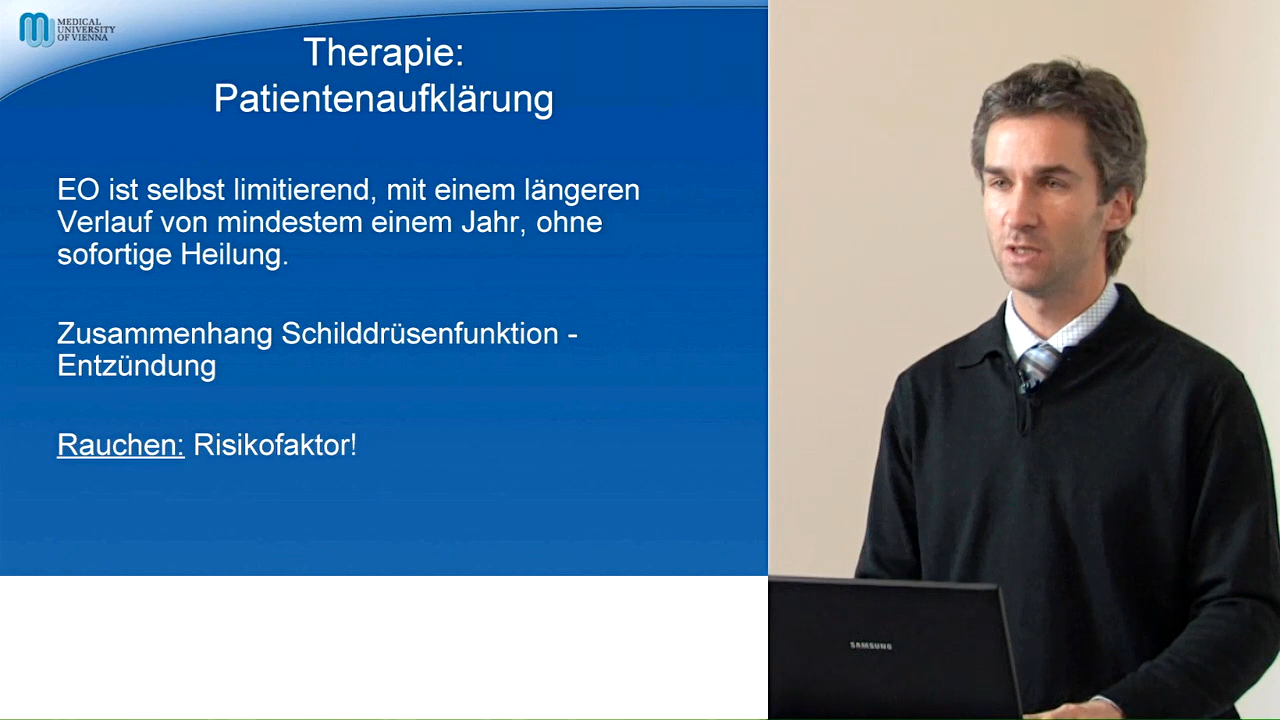 MEDICAL
UNIVERSITY
OF VIENNA
Therapie:
Patientenaufklärung
EO ist selbst limitierend, mit einem längeren
Verlauf von mindestem einem Jahr, ohne
sofortige Heilung.
Zusammenhang Schilddrüsenfunktion -
Entzündung
Rauchen: Risikofaktor!
SAMSUNG